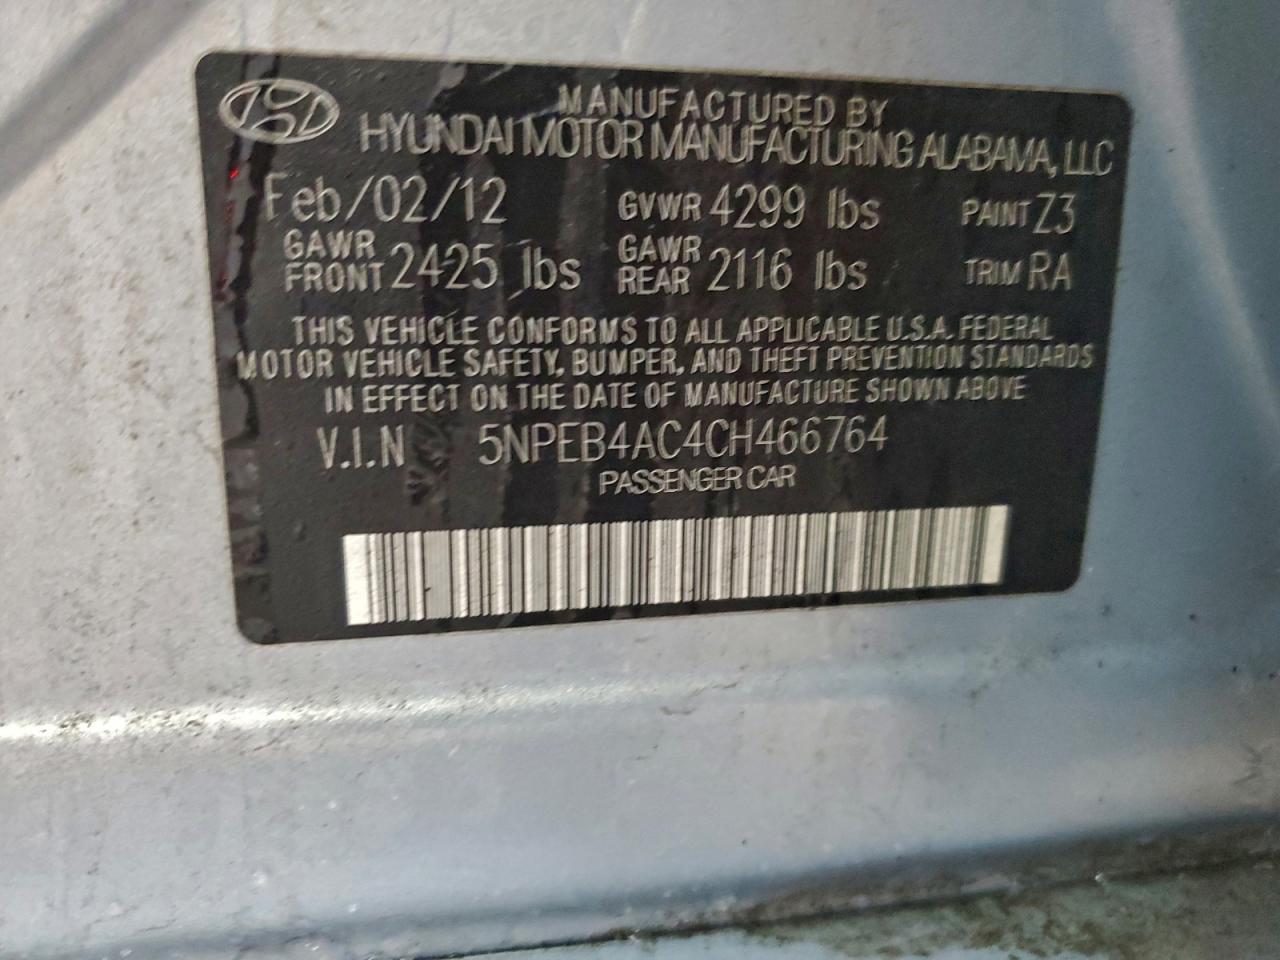 MANUFACTURED BY
HYUNDAI MOTOR MANUFACTURING ALABAMA, LLC
Feb/02/12 GVWR 4299 lbs PAINT Z3
GAWR FRONT 2425 lbs GAWR REAR 2116 lbs TRIM RA
THIS VEHICLE CONFORMS TO ALL APPLICABLE U.S.A. FEDERAL
MOTOR VEHICLE SAFETY, BUMPER, AND THEFT PREVENTION STANDARDS
IN EFFECT ON THE DATE OF MANUFACTURE SHOWN ABOVE
V.I.N 5NPEB4AC4CH466764
PASSENGER CAR